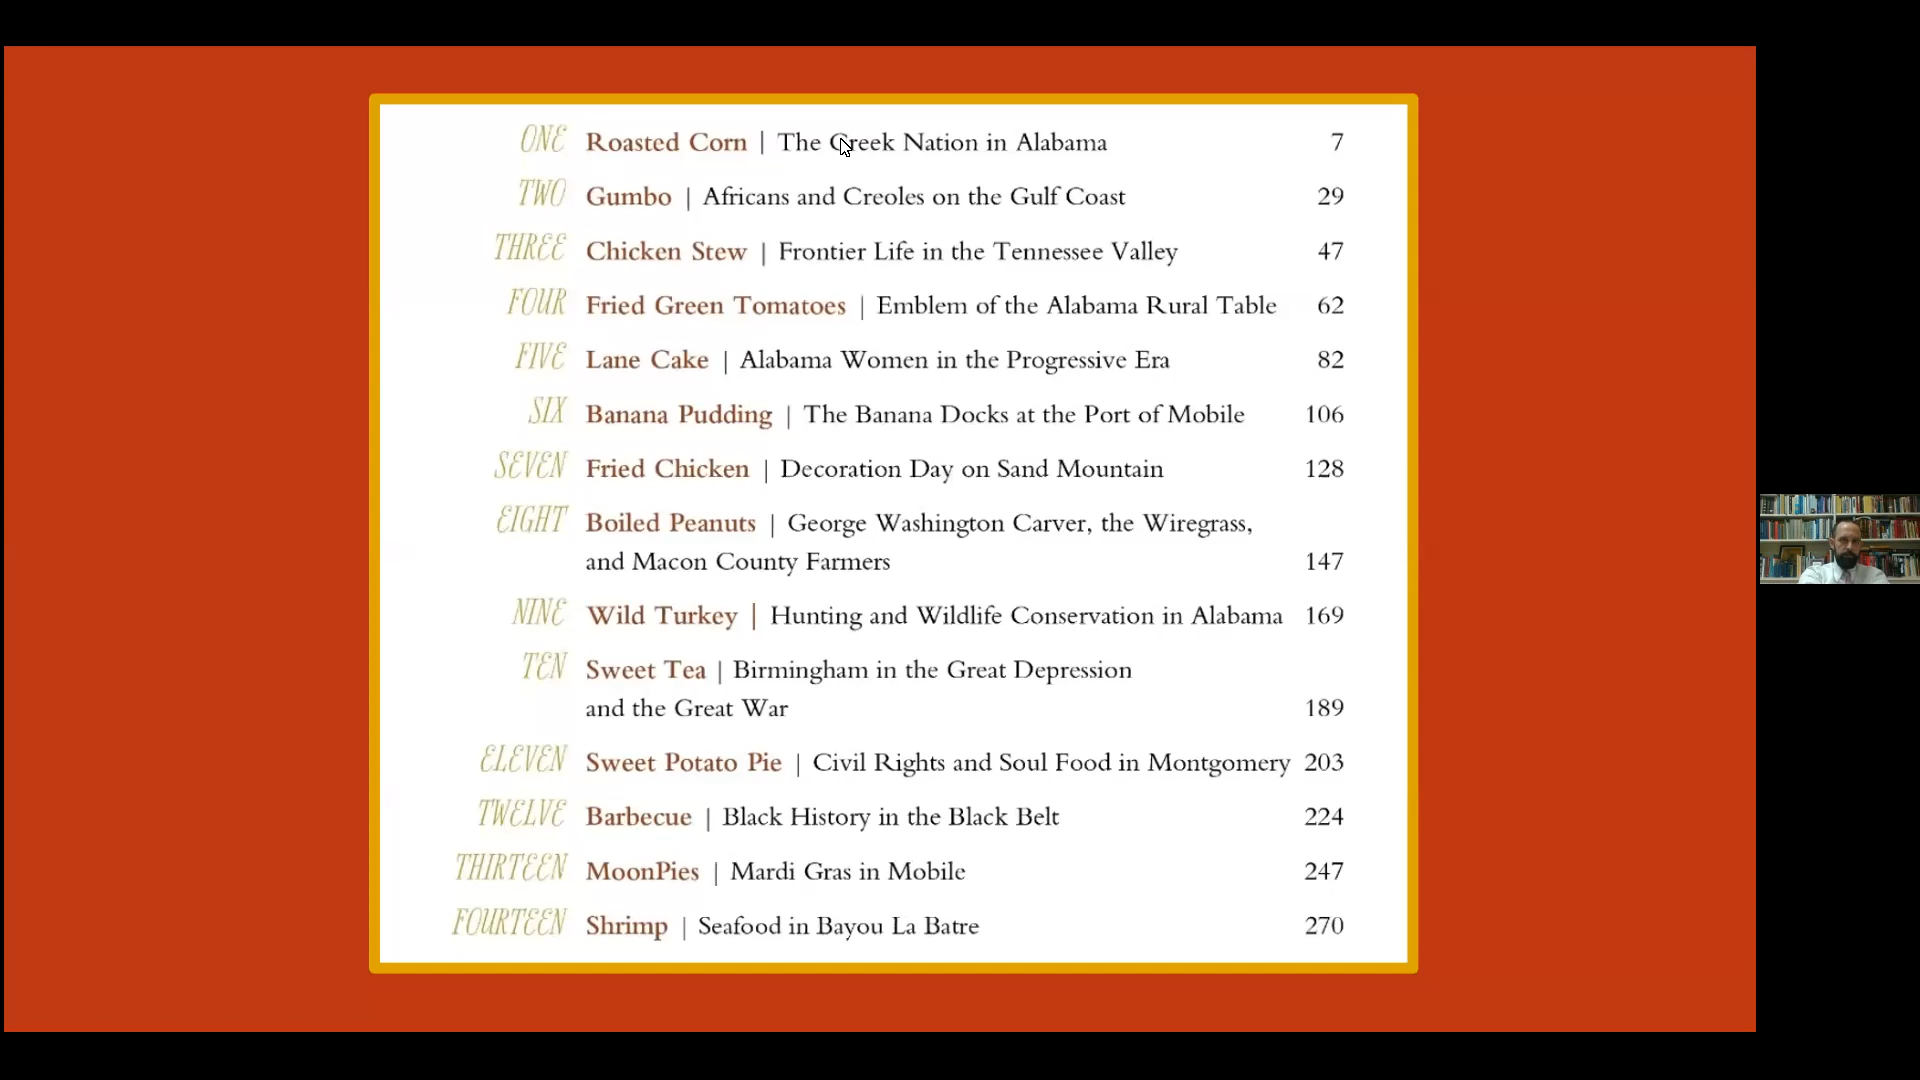 ONE Roasted Corn | The Creek Nation in Alabama 7
TWO Gumbo | Africans and Creoles on the Gulf Coast 29
THREE Chicken Stew | Frontier Life in the Tennessee Valley 47
FOUR Fried Green Tomatoes | Emblem of the Alabama Rural Table 62
FIVE Lane Cake | Alabama Women in the Progressive Era 82
SIX Banana Pudding | The Banana Docks at the Port of Mobile 106
SEVEN Fried Chicken | Decoration Day on Sand Mountain 128
EIGHT Boiled Peanuts | George Washington Carver, the Wiregrass,
and Macon County Farmers 147
NINE Wild Turkey | Hunting and Wildlife Conservation in Alabama 169
TEN Sweet Tea | Birmingham in the Great Depression
and the Great War 189
ELEVEN Sweet Potato Pie | Civil Rights and Soul Food in Montgomery 203
TWELVE Barbecue | Black History in the Black Belt 224
THIRTEEN MoonPies | Mardi Gras in Mobile 247
FOURTEEN Shrimp | Seafood in Bayou La Batre 270